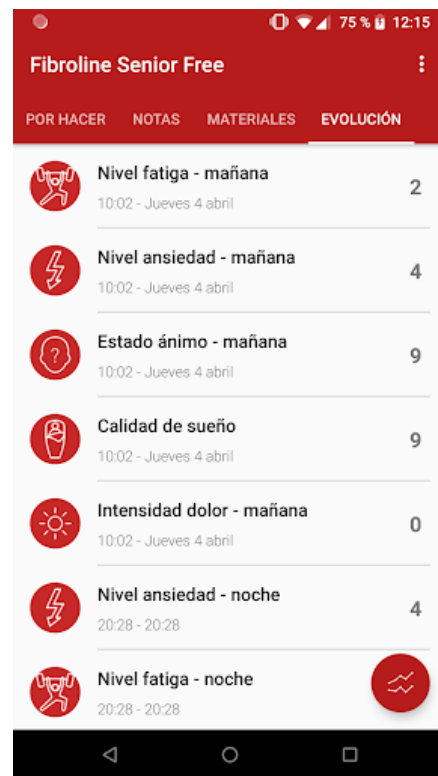 75 % 12:15
Fibroline Senior Free
POR HACER NOTAS MATERIALES EVOLUCIÓN
Nivel fatiga - mañana
2
10:02 - Jueves 4 abril
Nivel ansiedad - mañana
4
10:02 - Jueves 4 abril
Estado ánimo - mañana
9
10:02 - Jueves 4 abril
Calidad de sueño
9
10:02 - Jueves 4 abril
Intensidad dolor - mañana
0
10:02 - Jueves 4 abril
Nivel ansiedad - noche
4
20:28 - 20:28
Nivel fatiga - noche
20:28 - 20:28